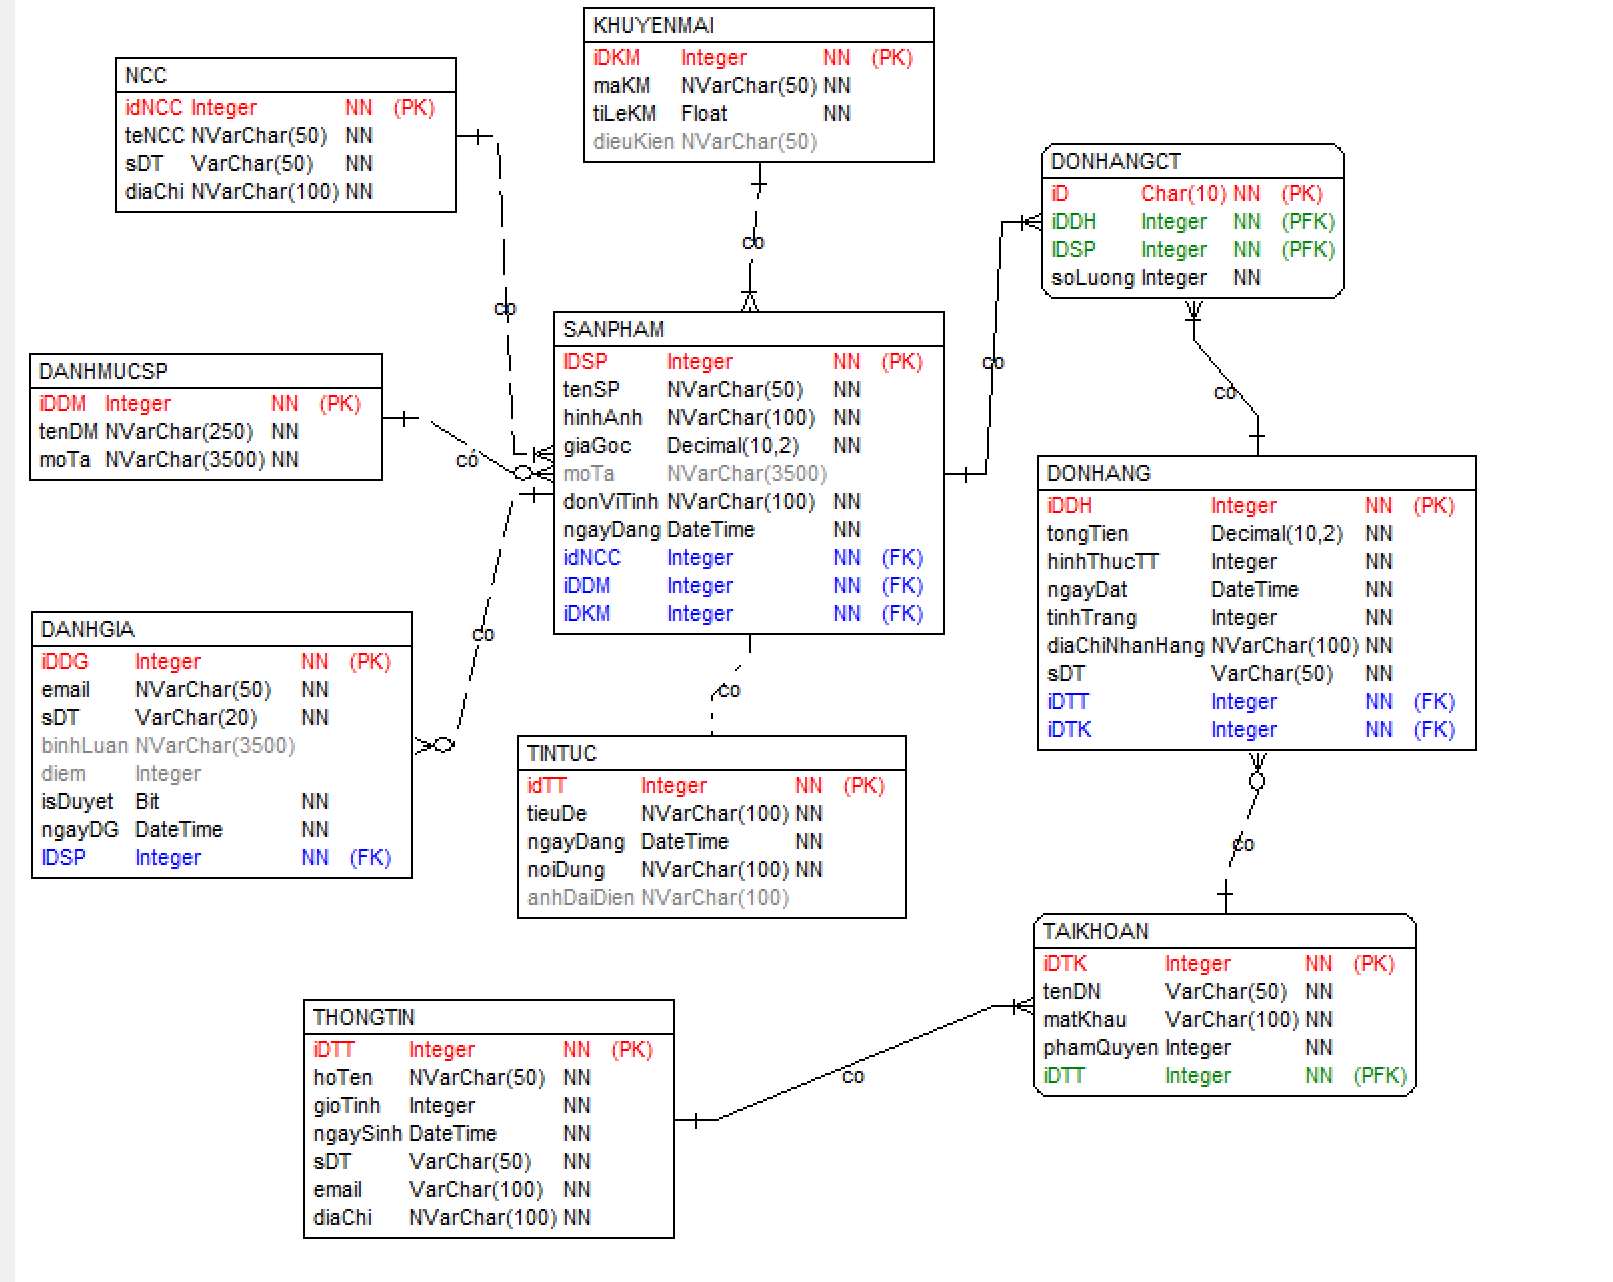 KHUYENMAI
iDKM Integer NN (PK)
maKM NVarChar(50) NN
tiLeKM Float NN
dieuKien NVarChar(50)
NCC
idNCC Integer NN (PK)
teNCC NVarChar(50) NN
sDT VarChar(50) NN
diaChi NVarChar(100) NN
DONHANGCT
iD Char(10) NN (PK)
iDDH Integer NN (PFK)
IDSP Integer NN (PFK)
soLuong Integer NN
co
co
SANPHAM
IDSP Integer NN (PK)
tenSP NVarChar(50) NN
hinhAnh NVarChar(100) NN
giaGoc Decimal(10,2) NN
moTa NVarChar(3500)
donViTinh NVarChar(100) NN
ngayDang DateTime NN
idNCC Integer NN (FK)
iDDM Integer NN (FK)
iDKM Integer NN (FK)
co
co
DANHMUCSP
iDDM Integer NN (PK)
tenDM NVarChar(250) NN
moTa NVarChar(3500) NN
có
DONHANG
iDDH Integer NN (PK)
tongTien Decimal(10,2) NN
hinhThucTT Integer NN
ngayDat DateTime NN
tinhTrang Integer NN
diaChiNhanHang NVarChar(100) NN
sDT VarChar(50) NN
iDTT Integer NN (FK)
iDTK Integer NN (FK)
DANHGIA
iDDG Integer NN (PK)
email NVarChar(50) NN
sDT VarChar(20) NN
binhLuan NVarChar(3500)
diem Integer
isDuyet Bit NN
ngayDG DateTime NN
IDSP Integer NN (FK)
co
co
TINTUC
idTT Integer NN (PK)
tieuDe NVarChar(100) NN
ngayDang DateTime NN
noiDung NVarChar(100) NN
anhDaiDien NVarChar(100)
co
TAIKHOAN
iDTK Integer NN (PK)
tenDN VarChar(50) NN
matKhau VarChar(100) NN
phamQuyen Integer NN
iDTT Integer NN (PFK)
THONGTIN
iDTT Integer NN (PK)
hoTen NVarChar(50) NN
gioTinh Integer NN
ngaySinh DateTime NN
sDT VarChar(50) NN
email VarChar(100) NN
diaChi NVarChar(100) NN
co